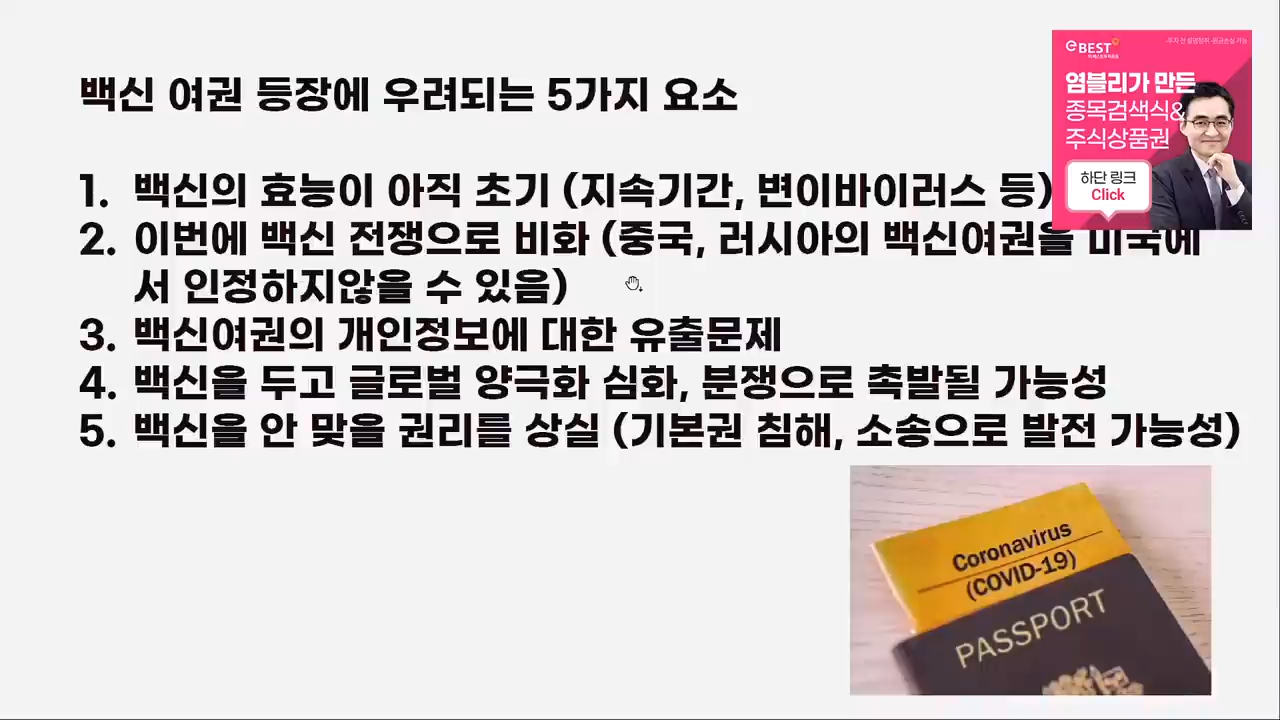 백신 여권 등장에 우려되는 5가지 요소
1. 백신의 효능이 아직 초기 (지속기간, 변이바이러스 등)
2. 이번에 백신 전쟁으로 비화 (중국, 러시아의 백신여권을 미국에
서 인정하지않을 수 있음)
3. 백신여권의 개인정보에 대한 유출문제
4. 백신을 두고 글로벌 양극화 심화, 분쟁으로 촉발될 가능성
5. 백신을 안 맞을 권리를 상실 (기본권 침해, 소송으로 발전 가능성)
eBEST
염블리가 만든
종목검색식&
주식상품권
하단 링크
Click
Coronavirus
(COVID-19)
PASSPORT